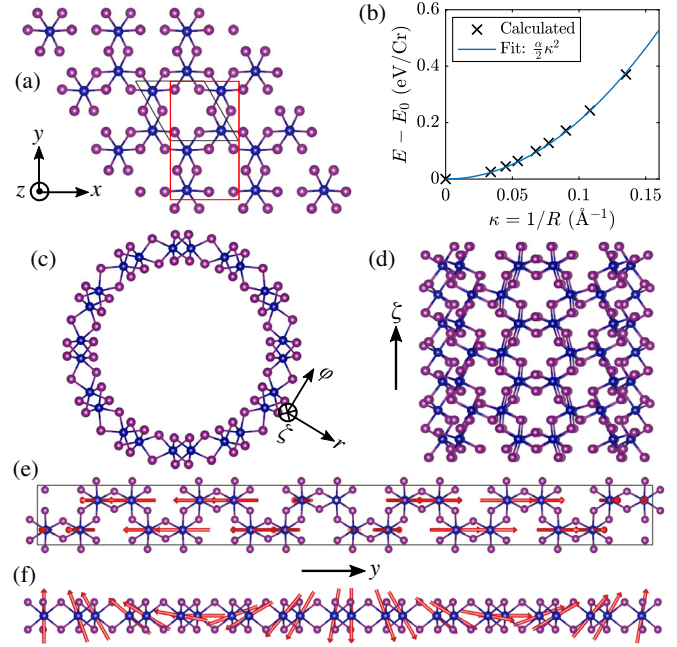 (a)
y
z
x
(b)
E − E₀ (eV/Cr)
0.6
0.4
0.2
0
× Calculated
Fit: α/2 κ²
0 0.05 0.1 0.15
κ = 1/R (Å⁻¹)
(c)
φ
ζ
r
(d)
ζ
(e)
y
(f)